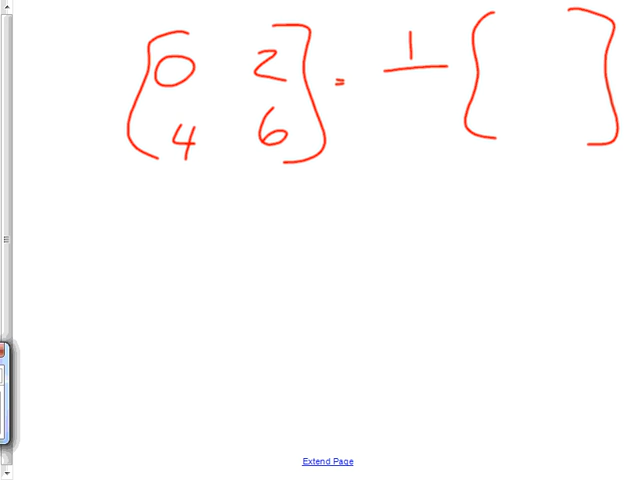 [0 2
4 6] = 1/ [ ]
Extend Page